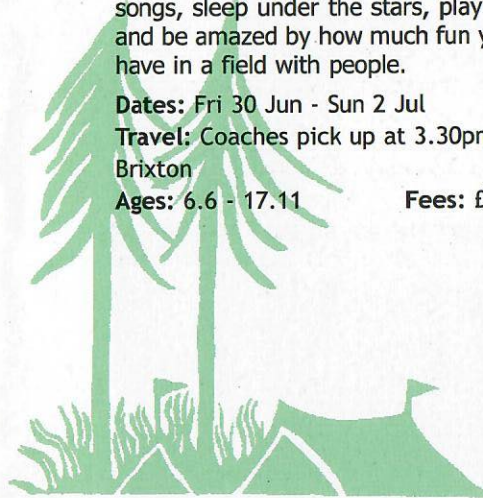 songs, sleep under the stars, play
and be amazed by how much fun y
have in a field with people.
Dates: Fri 30 Jun - Sun 2 Jul
Travel: Coaches pick up at 3.30pm
Brixton
Ages: 6.6 - 17.11 Fees: £